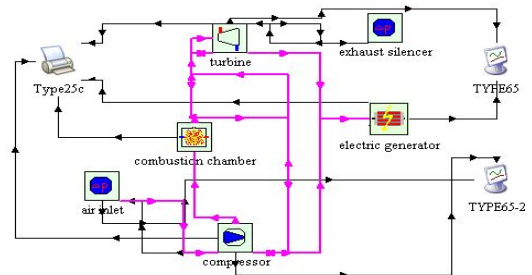 turbine
exhaust silencer
Type25c
TYPE65
combustion chamber
electric generator
air inlet
TYPE65-2
compressor